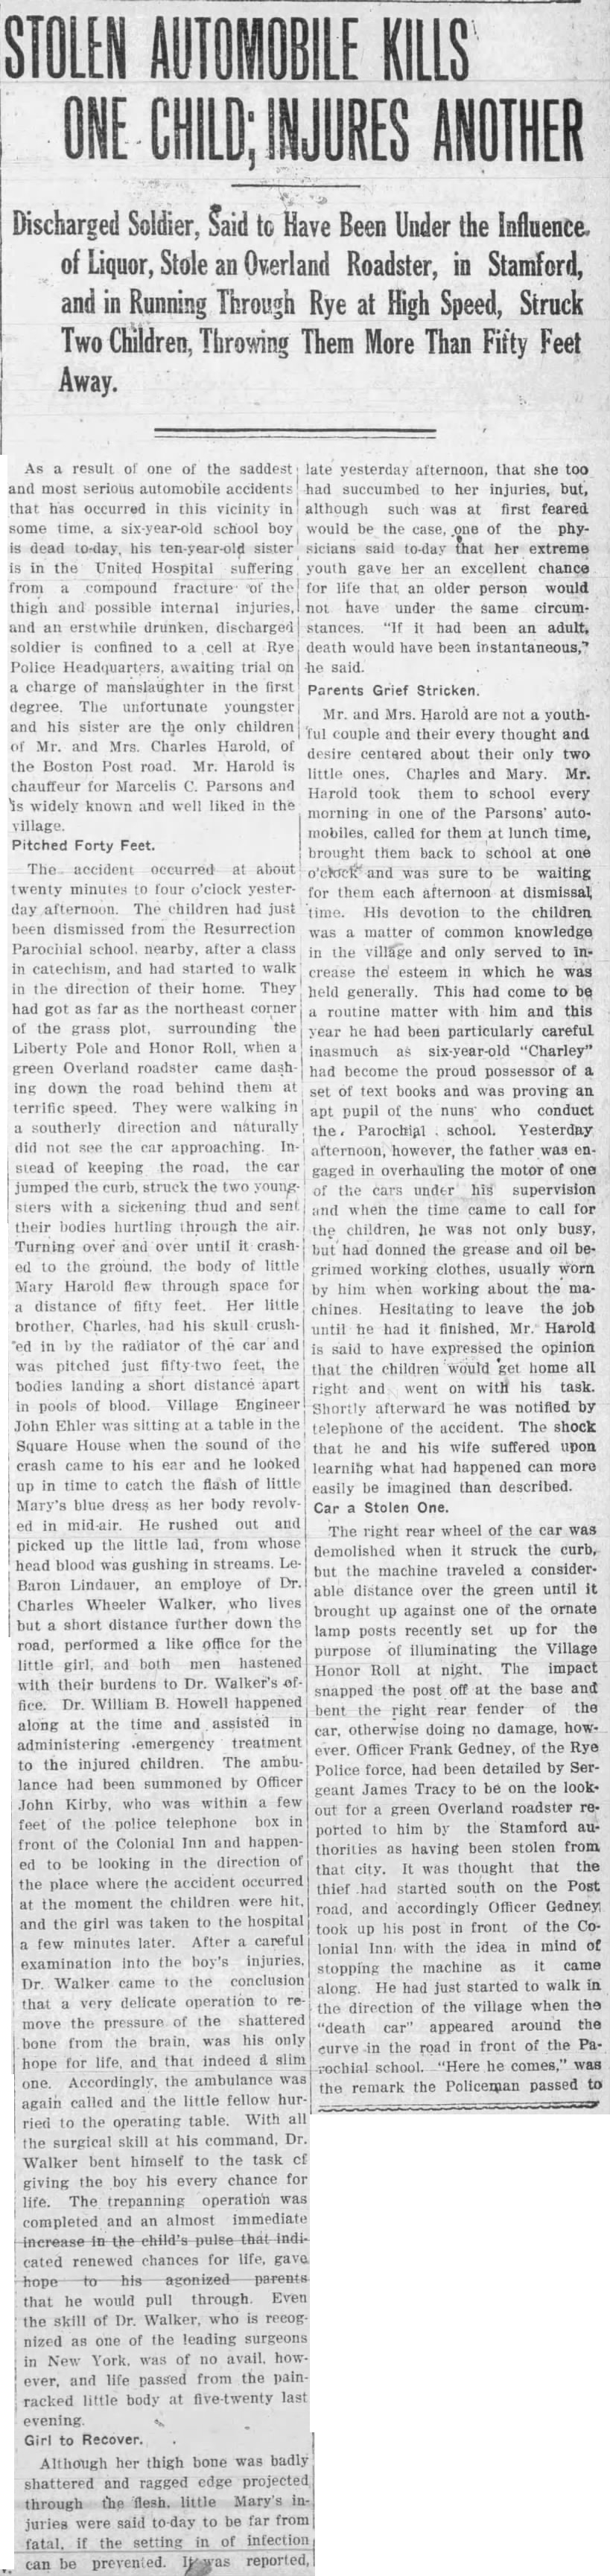 STOLEN AUTOMOBILE KILLS
ONE CHILD; INJURES ANOTHER
Discharged Soldier, Said to Have Been Under the Influence
of Liquor, Stole an Overland Roadster, in Stamford,
and in Running Through Rye at High Speed, Struck
Two Children, Throwing Them More Than Fifty Feet
Away.
As a result of one of the saddest
and most serious automobile accidents
that has occurred in this vicinity in
some time, a six-year-old school boy
is dead to-day, his ten-year-old sister
is in the United Hospital suffering
from a compound fracture of the
thigh and possible internal injuries,
and an erstwhile drunken, discharged
soldier is confined to a cell at Rye
Police Headquarters, awaiting trial on
a charge of manslaughter in the first
degree. The unfortunate youngster
and his sister are the only children
of Mr. and Mrs. Charles Harold, of
the Boston Post road. Mr. Harold is
chauffeur for Marcelis C. Parsons and
is widely known and well liked in the
village.
Pitched Forty Feet.
The accident occurred at about
twenty minutes to four o'clock yester-
day afternoon. The children had just
been dismissed from the Resurrection
Parochial school, nearby, after a class
in catechism, and had started to walk
in the direction of their home. They
had got as far as the northeast corner
of the grass plot, surrounding the
Liberty Pole and Honor Roll, when a
green Overland roadster came dash-
ing down the road behind them at
terrific speed. They were walking in
a southerly direction and naturally
did not see the car approaching. In-
stead of keeping the road, the car
jumped the curb, struck the two young-
sters with a sickening thud and sent
their bodies hurtling through the air.
Turning over and over until it crash-
ed to the ground, the body of little
Mary Harold flew through space for
a distance of fifty feet. Her little
brother, Charles, had his skull crush-
ed in by the radiator of the car and
was pitched just fifty-two feet, the
bodies landing a short distance apart
in pools of blood. Village Engineer
John Ehler was sitting at a table in the
Square House when the sound of the
crash came to his ear and he looked
up in time to catch the flash of little
Mary's blue dress as her body revolv-
ed in mid-air. He rushed out and
picked up the little lad, from whose
head blood was gushing in streams. Le-
Baron Lindauer, an employe of Dr.
Charles Wheeler Walker, who lives
but a short distance further down the
road, performed a like office for the
little girl, and both men hastened
with their burdens to Dr. Walker's of-
fice. Dr. William B. Howell happened
along at the time and assisted in
administering emergency treatment
to the injured children. The ambu-
lance had been summoned by Officer
John Kirby, who was within a few
feet of the police telephone box in
front of the Colonial Inn and happen-
ed to be looking in the direction of
the place where the accident occurred
at the moment the children were hit,
and the girl was taken to the hospital
a few minutes later. After a careful
examination into the boy's injuries,
Dr. Walker came to the conclusion
that a very delicate operation to re-
move the pressure of the shattered
bone from the brain, was his only
hope for life, and that indeed a slim
one. Accordingly, the ambulance was
again called and the little fellow hur-
ried to the operating table. With all
the surgical skill at his command, Dr.
Walker bent himself to the task of
giving the boy his every chance for
life. The trepanning operation was
completed and an almost immediate
increase in the child's pulse that indi-
cated renewed chances for life, gave
hope to his agonized parents
that he would pull through. Even
the skill of Dr. Walker, who is recog-
nized as one of the leading surgeons
in New York, was of no avail, how-
ever, and life passed from the pain-
racked little body at five-twenty last
evening.
Girl to Recover.
Although her thigh bone was badly
shattered and ragged edge projected
through the flesh, little Mary's in-
juries were said to-day to be far from
fatal, if the setting in of infection
can be prevented. It was reported,
late yesterday afternoon, that she too
had succumbed to her injuries, but,
although such was at first feared
would be the case, one of the phy-
sicians said to-day that her extreme
youth gave her an excellent chance
for life that an older person would
not have under the same circum-
stances. "If it had been an adult,
death would have been instantaneous,"
he said.
Parents Grief Stricken.
Mr. and Mrs. Harold are not a youth-
ful couple and their every thought and
desire centered about their only two
little ones, Charles and Mary. Mr.
Harold took them to school every
morning in one of the Parsons' auto-
mobiles, called for them at lunch time,
brought them back to school at one
o'clock and was sure to be waiting
for them each afternoon at dismissal
time. His devotion to the children
was a matter of common knowledge
in the village and only served to in-
crease the esteem in which he was
held generally. This had come to be
a routine matter with him and this
year he had been particularly careful
inasmuch as six-year-old "Charley"
had become the proud possessor of a
set of text books and was proving an
apt pupil of the nuns who conduct
the Parochial school. Yesterday
afternoon, however, the father was en-
gaged in overhauling the motor of one
of the cars under his supervision
and when the time came to call for
the children, he was not only busy,
but had donned the grease and oil be-
grimed working clothes, usually worn
by him when working about the ma-
chines. Hesitating to leave the job
until he had it finished, Mr. Harold
is said to have expressed the opinion
that the children would get home all
right and went on with his task.
Shortly afterward he was notified by
telephone of the accident. The shock
that he and his wife suffered upon
learning what had happened can more
easily be imagined than described.
Car a Stolen One.
The right rear wheel of the car was
demolished when it struck the curb,
but the machine traveled a consider-
able distance over the green until it
brought up against one of the ornate
lamp posts recently set up for the
purpose of illuminating the Village
Honor Roll at night. The impact
snapped the post off at the base and
bent the right rear fender of the
car, otherwise doing no damage, how-
ever. Officer Frank Gedney, of the Rye
Police force, had been detailed by Ser-
geant James Tracy to be on the look-
out for a green Overland roadster re-
ported to him by the Stamford au-
thorities as having been stolen from
that city. It was thought that the
thief had started south on the Post
road, and accordingly Officer Gedney
took up his post in front of the Co-
lonial Inn with the idea in mind of
stopping the machine as it came
along. He had just started to walk in
the direction of the village when the
"death car" appeared around the
curve in the road in front of the Pa-
rochial school. "Here he comes," was
the remark the Policeman passed to